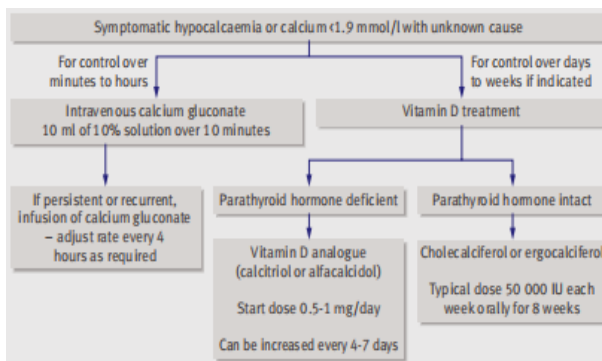 Symptomatic hypocalcaemia or calcium <1.9 mmol/l with unknown cause
For control over
minutes to hours
For control over days
to weeks if indicated
Intravenous calcium gluconate
10 ml of 10% solution over 10 minutes
Vitamin D treatment
If persistent or recurrent,
infusion of calcium gluconate
– adjust rate every 4
hours as required
Parathyroid hormone deficient
Parathyroid hormone intact
Vitamin D analogue
(calcitriol or alfacalcidol)
Start dose 0.5-1 mg/day
Can be increased every 4-7 days
Cholecalciferol or ergocalciferol
Typical dose 50 000 IU each
week orally for 8 weeks